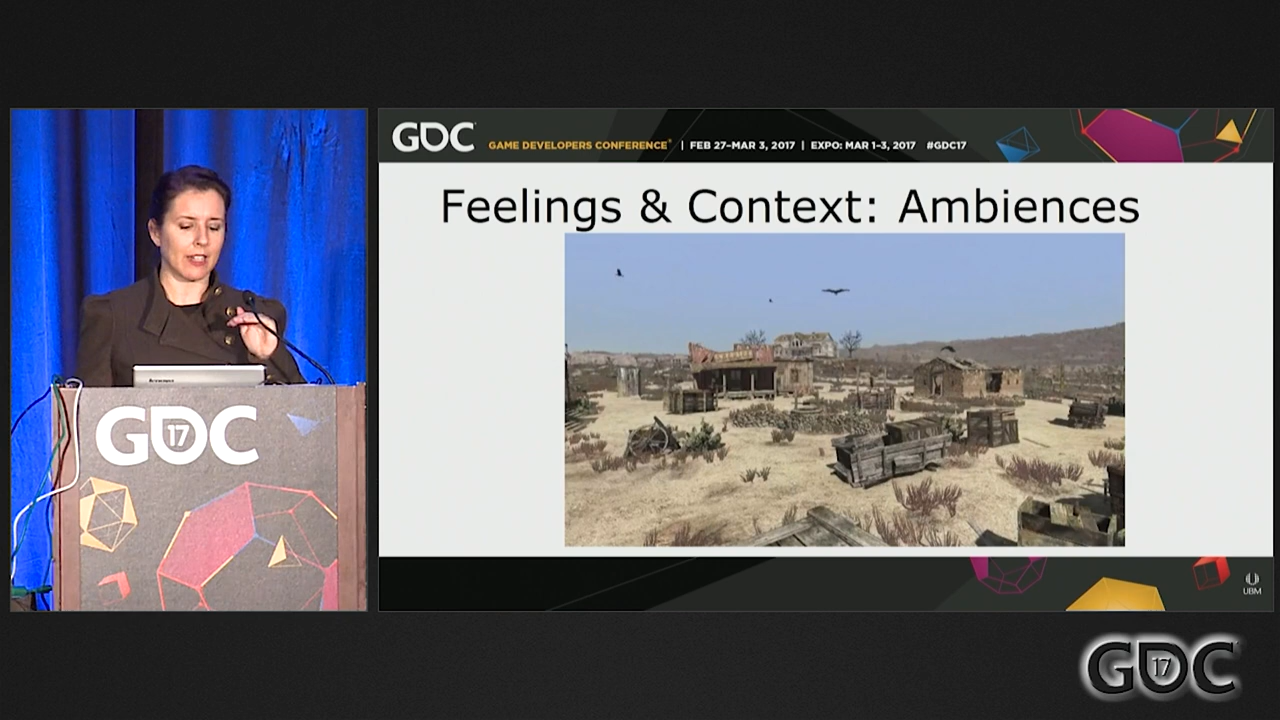 GDC GAME DEVELOPERS CONFERENCE® | FEB 27–MAR 3, 2017 | EXPO: MAR 1–3, 2017 #GDC17
Feelings & Context: Ambiences
GDC
17
UBM
GDC
17